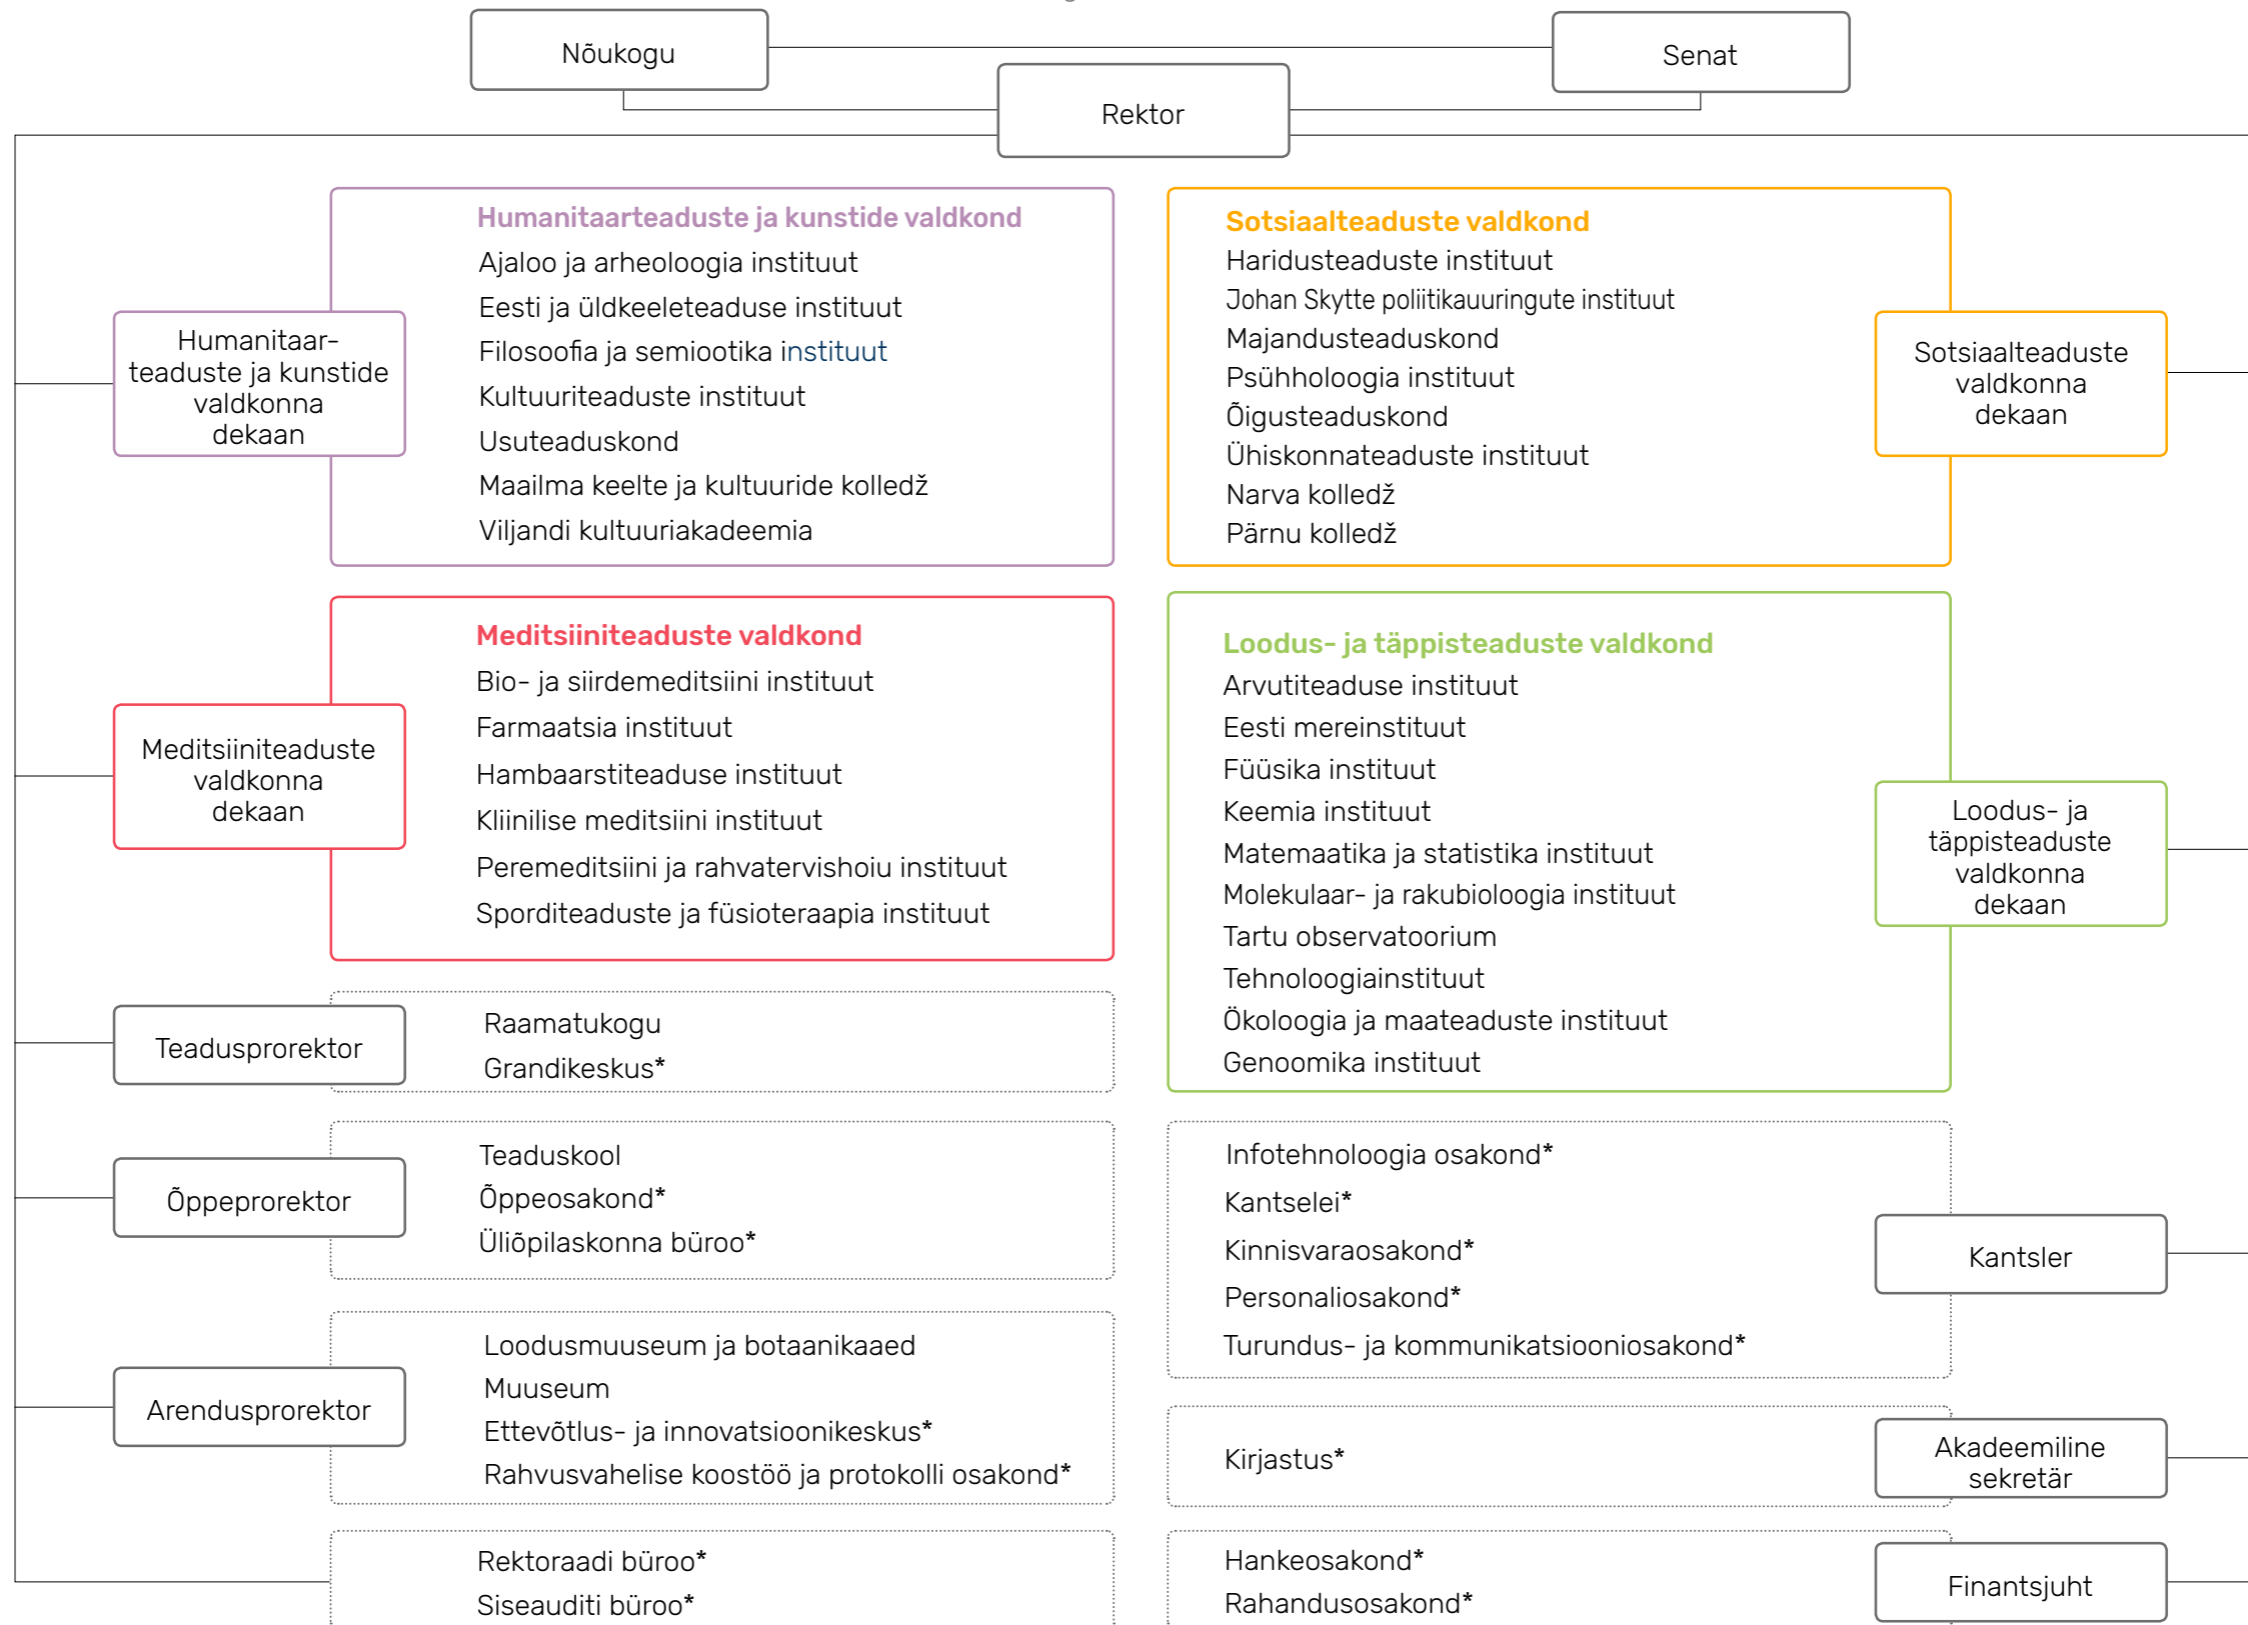 Nõukogu
Senat
Rektor
Humanitaarteaduste ja kunstide valdkond
Ajaloo ja arheoloogia instituut
Eesti ja üldkeeleteaduse instituut
Filosoofia ja semiootika instituut
Kultuuriteaduste instituut
Usuteaduskond
Maailma keelte ja kultuuride kolledž
Viljandi kultuuriakadeemia
Humanitaar-
teaduste ja kunstide
valdkonna
dekaan
Sotsiaalteaduste valdkond
Haridusteaduste instituut
Johan Skytte poliitikauuringute instituut
Majandusteaduskond
Psühholoogia instituut
Õigusteaduskond
Ühiskonnateaduste instituut
Narva kolledž
Pärnu kolledž
Sotsiaalteaduste
valdkonna
dekaan
Meditsiiniteaduste valdkond
Bio- ja siirdemeditsiini instituut
Farmaatsia instituut
Hambaarstiteaduse instituut
Kliinilise meditsiini instituut
Peremeditsiini ja rahvatervishoiu instituut
Sporditeaduste ja füsioteraapia instituut
Meditsiiniteaduste
valdkonna
dekaan
Loodus- ja täppisteaduste valdkond
Arvutiteaduse instituut
Eesti mereinstituut
Füüsika instituut
Keemia instituut
Matemaatika ja statistika instituut
Molekulaar- ja rakubioloogia instituut
Tartu observatoorium
Tehnoloogiainstituut
Ökoloogia ja maateaduste instituut
Genoomika instituut
Loodus- ja
täppisteaduste
valdkonna
dekaan
Teadusprorektor
Raamatukogu
Grandikeskus*
Õppeprorektor
Teaduskool
Õppeosakond*
Üliõpilaskonna büroo*
Infotehnoloogia osakond*
Kantselei*
Kinnisvaraosakond*
Personaliosakond*
Turundus- ja kommunikatsiooniosakond*
Kantsler
Arendusprorektor
Loodusmuuseum ja botaanikaaed
Muuseum
Ettevõtlus- ja innovatsioonikeskus*
Rahvusvahelise koostöö ja protokolli osakond*
Kirjastus*
Akadeemiline
sekretär
Rektoraadi büroo*
Siseauditi büroo*
Hankeosakond*
Rahandusosakond*
Finantsjuht